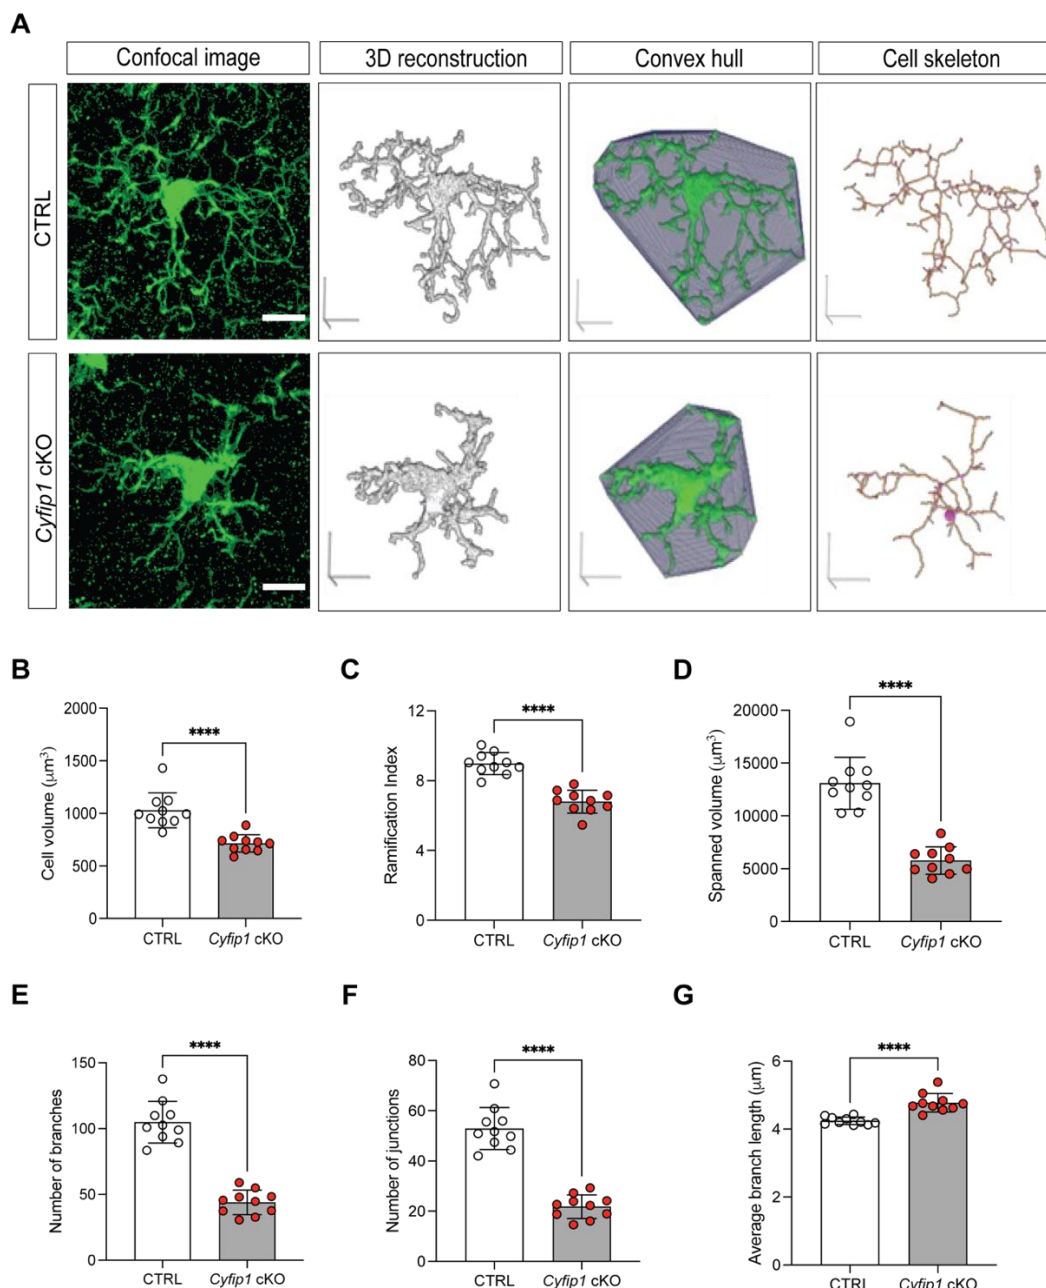 A
Confocal image
3D reconstruction
Convex hull
Cell skeleton
CTRL
Cyfip1 cKO
B
Cell volume (μm³)
2000
1500
1000
500
0
****
CTRL
Cyfip1 cKO
C
Ramification Index
12
8
4
0
****
CTRL
Cyfip1 cKO
D
Spanned volume (μm³)
20000
15000
10000
5000
0
****
CTRL
Cyfip1 cKO
E
Number of branches
150
100
50
0
****
CTRL
Cyfip1 cKO
F
Number of junctions
80
60
40
20
0
****
CTRL
Cyfip1 cKO
G
Average branch length (μm)
6
4
2
0
****
CTRL
Cyfip1 cKO